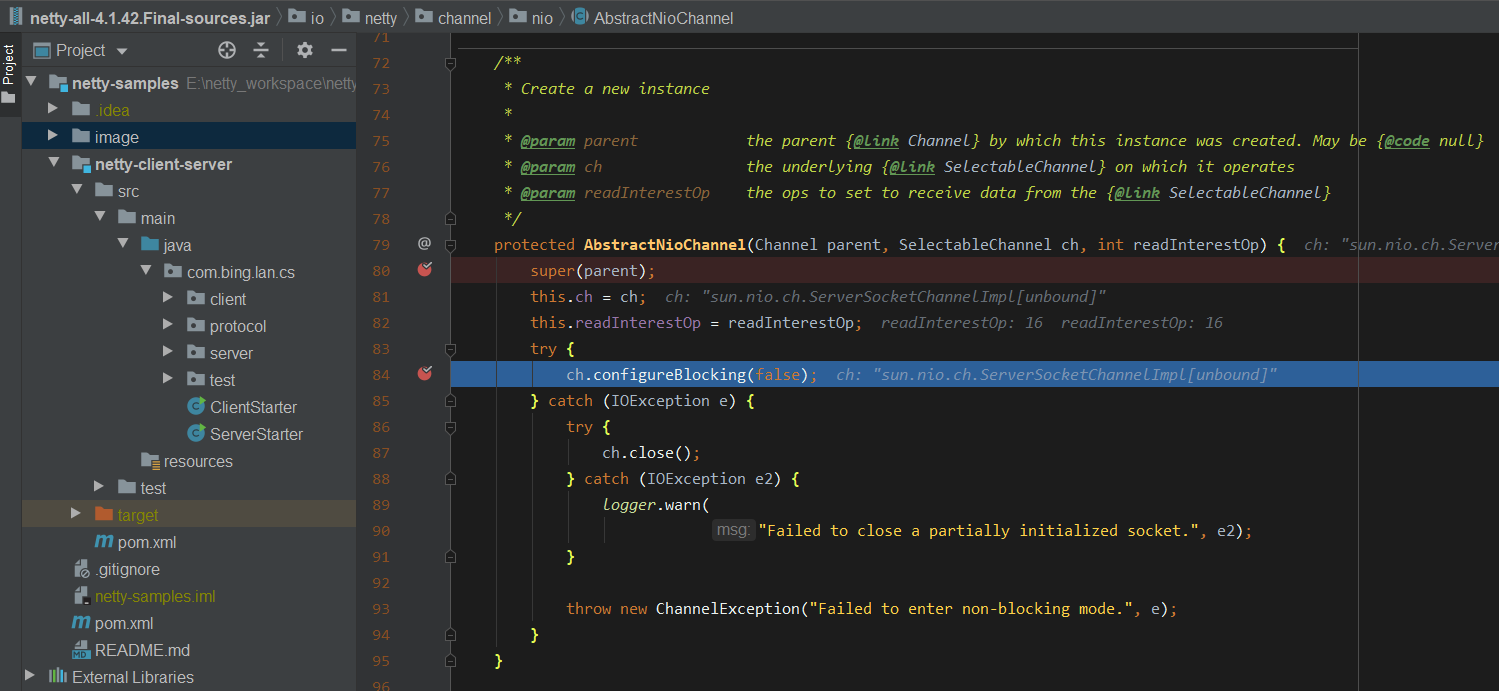 netty-all-4.1.42.Final-sources.jar io netty channel nio AbstractNioChannel
Project
Project
netty-samples E:\netty_workspace\netty
.idea
image
netty-client-server
src
main
java
com.bing.lan.cs
client
protocol
server
test
ClientStarter
ServerStarter
resources
test
target
pom.xml
.gitignore
netty-samples.iml
pom.xml
README.md
External Libraries
71
72 /**
73 * Create a new instance
74 *
75 * @param parent the parent {@link Channel} by which this instance was created. May be {@code null}
76 * @param ch the underlying {@link SelectableChannel} on which it operates
77 * @param readInterestOp the ops to set to receive data from the {@link SelectableChannel}
78 */
79 @ protected AbstractNioChannel(Channel parent, SelectableChannel ch, int readInterestOp) { ch: "sun.nio.ch.Server
80 super(parent);
81 this.ch = ch; ch: "sun.nio.ch.ServerSocketChannelImpl[unbound]"
82 this.readInterestOp = readInterestOp; readInterestOp: 16 readInterestOp: 16
83 try {
84 ch.configureBlocking(false); ch: "sun.nio.ch.ServerSocketChannelImpl[unbound]"
85 } catch (IOException e) {
86 try {
87 ch.close();
88 } catch (IOException e2) {
89 logger.warn(
90 msg: "Failed to close a partially initialized socket.", e2);
91 }
92
93 throw new ChannelException("Failed to enter non-blocking mode.", e);
94 }
95 }
96